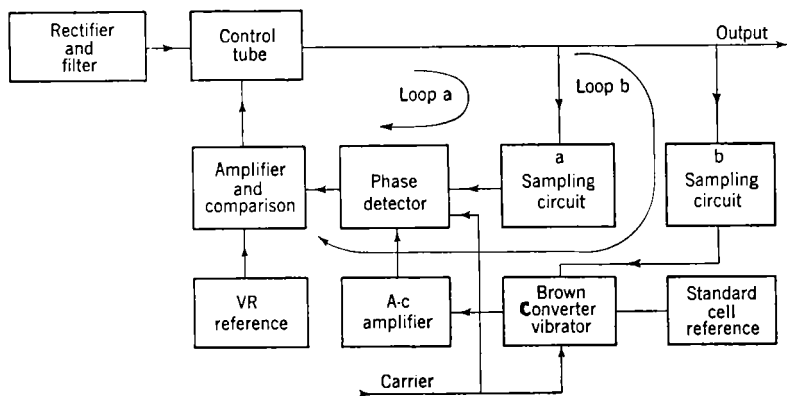 Rectifier
and
filter
Control
tube
Output
Loop a
Loop b
Amplifier
and
comparison
Phase
detector
a
Sampling
circuit
b
Sampling
circuit
VR
reference
A-c
amplifier
Brown
Converter
vibrator
Standard
cell
reference
Carrier